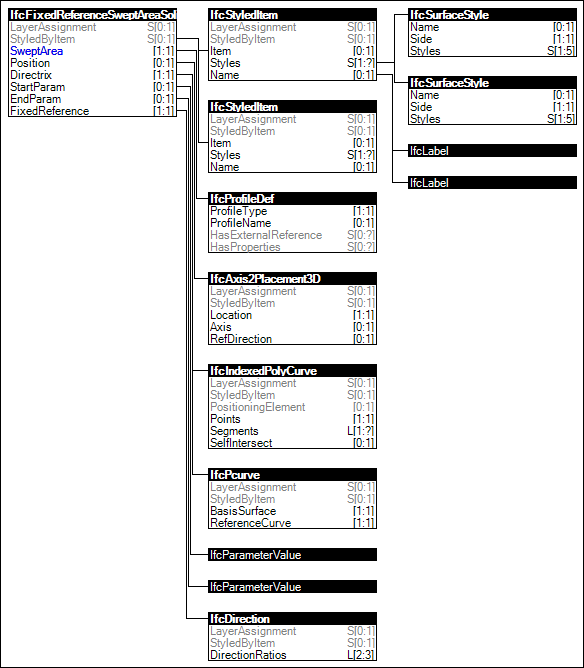 IfcFixedReferenceSweptAreaSol
LayerAssignment S[0:1]
StyledByItem S[0:1]
SweptArea [1:1]
Position [0:1]
Directrix [1:1]
StartParam [0:1]
EndParam [0:1]
FixedReference [1:1]
IfcStyledItem
LayerAssignment S[0:1]
StyledByItem S[0:1]
Item [0:1]
Styles S[1:?]
Name [0:1]
IfcStyledItem
LayerAssignment S[0:1]
StyledByItem S[0:1]
Item [0:1]
Styles S[1:?]
Name [0:1]
IfcProfileDef
ProfileType [1:1]
ProfileName [0:1]
HasExternalReference S[0:?]
HasProperties S[0:?]
IfcAxis2Placement3D
LayerAssignment S[0:1]
StyledByItem S[0:1]
Location [1:1]
Axis [0:1]
RefDirection [0:1]
IfcIndexedPolyCurve
LayerAssignment S[0:1]
StyledByItem S[0:1]
PositioningElement [0:1]
Points [1:1]
Segments L[1:?]
SelfIntersect [0:1]
IfcPcurve
LayerAssignment S[0:1]
StyledByItem S[0:1]
BasisSurface [1:1]
ReferenceCurve [1:1]
IfcParameterValue
IfcParameterValue
IfcDirection
LayerAssignment S[0:1]
StyledByItem S[0:1]
DirectionRatios L[2:3]
IfcSurfaceStyle
Name [0:1]
Side [1:1]
Styles S[1:5]
IfcSurfaceStyle
Name [0:1]
Side [1:1]
Styles S[1:5]
IfcLabel
IfcLabel